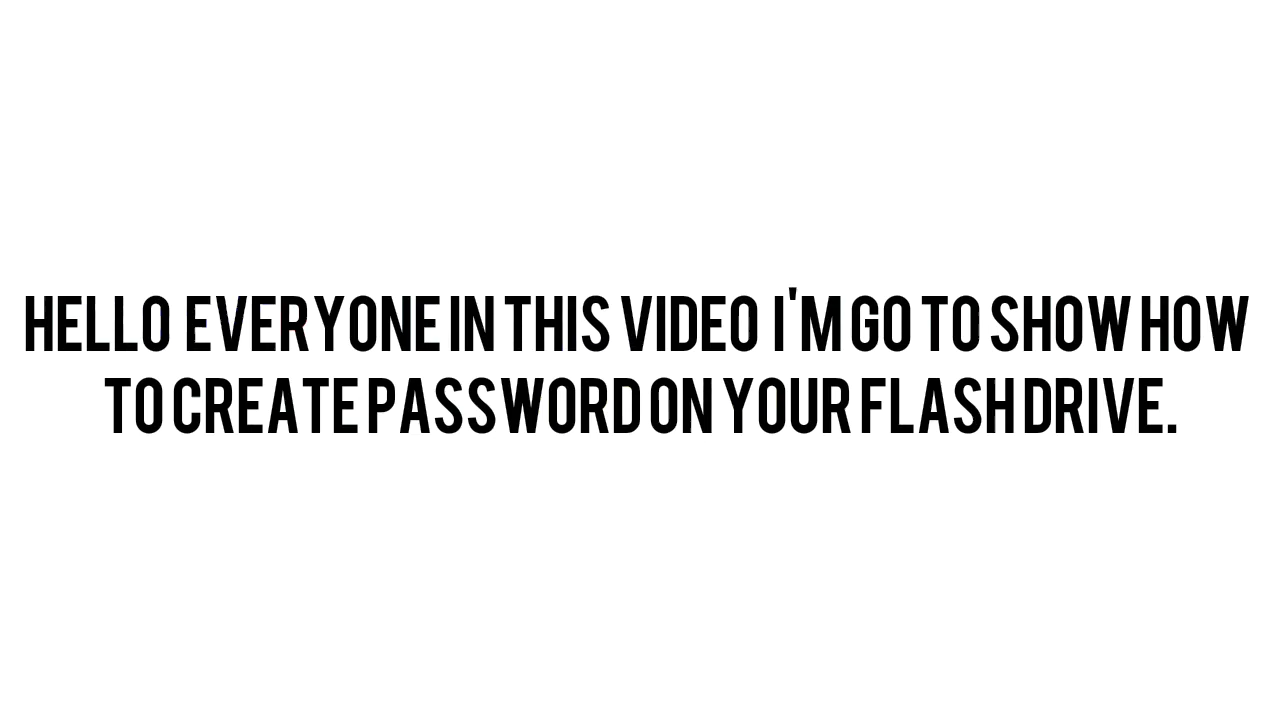 HELLO EVERYONE IN THIS VIDEO I'M GO TO SHOW HOW
TO CREATE PASSWORD ON YOUR FLASH DRIVE.